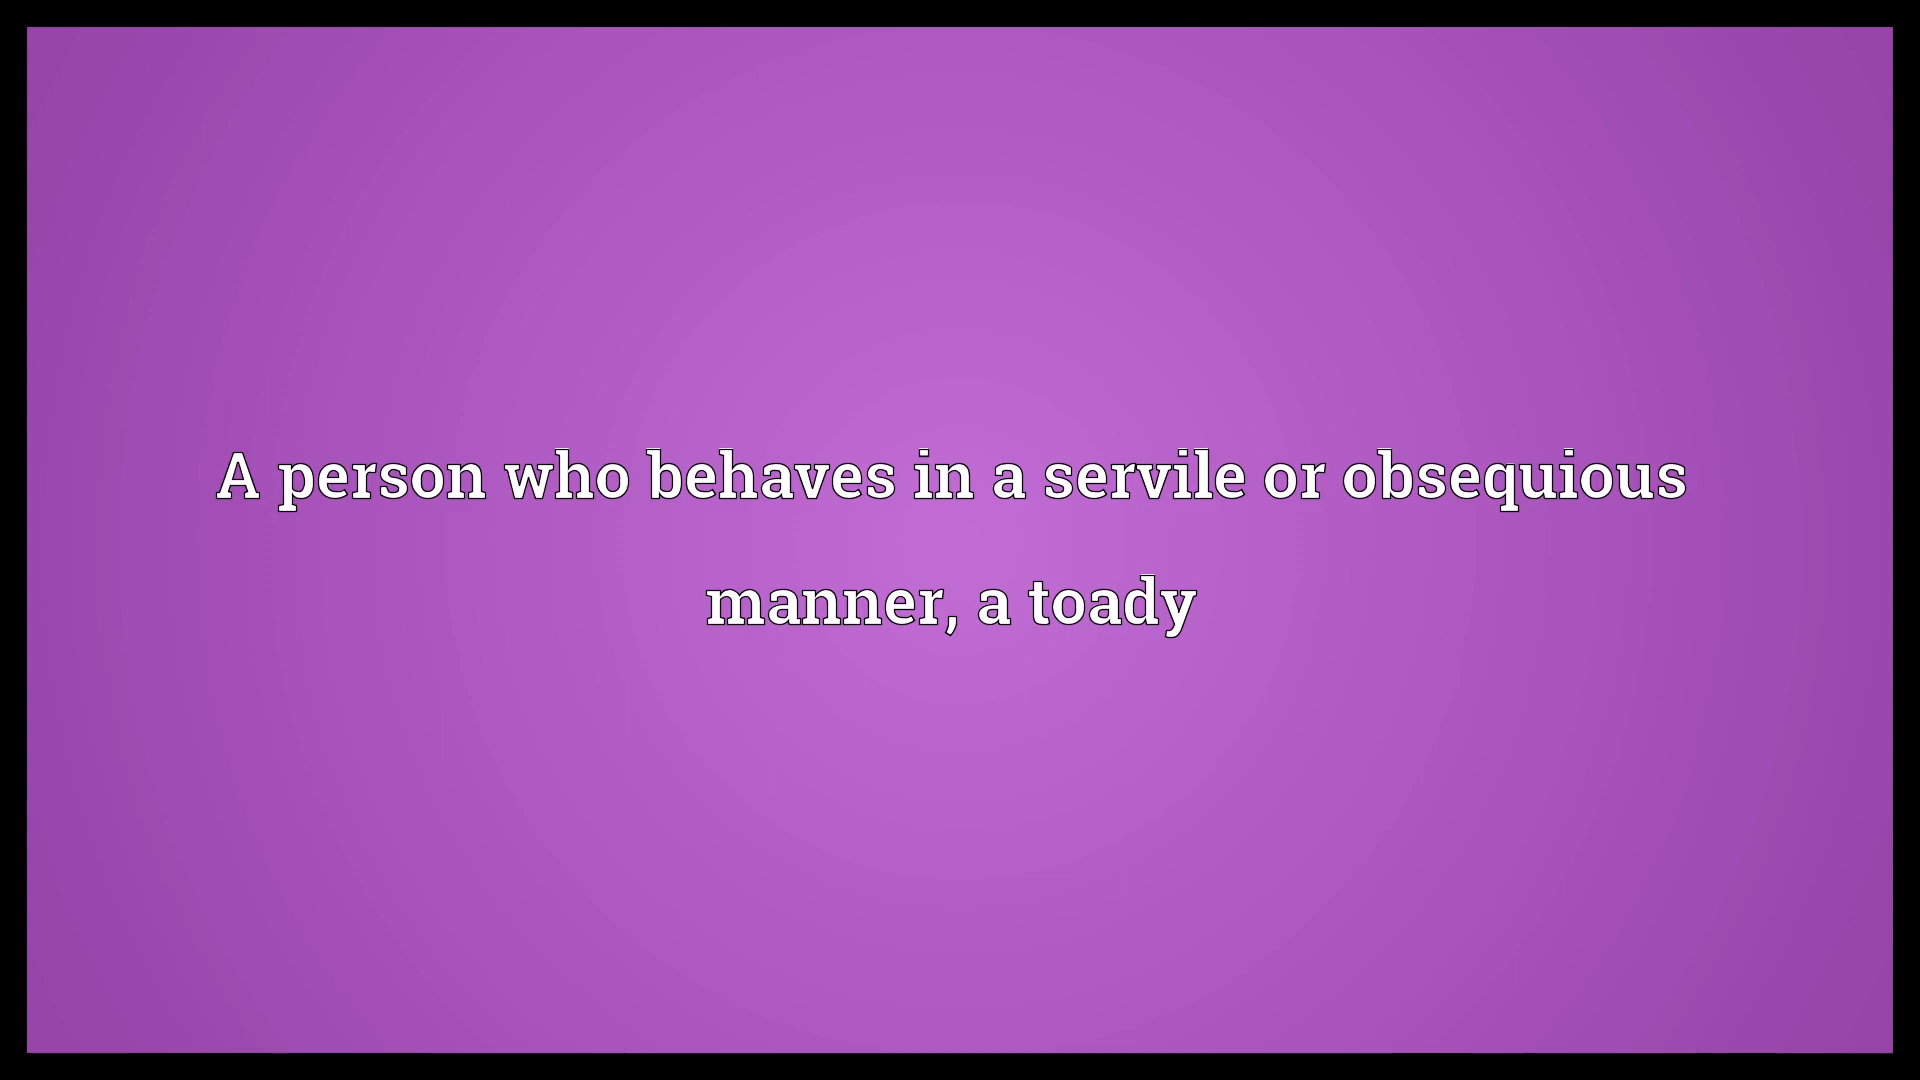 A person who behaves in a servile or obsequious
manner, a toady